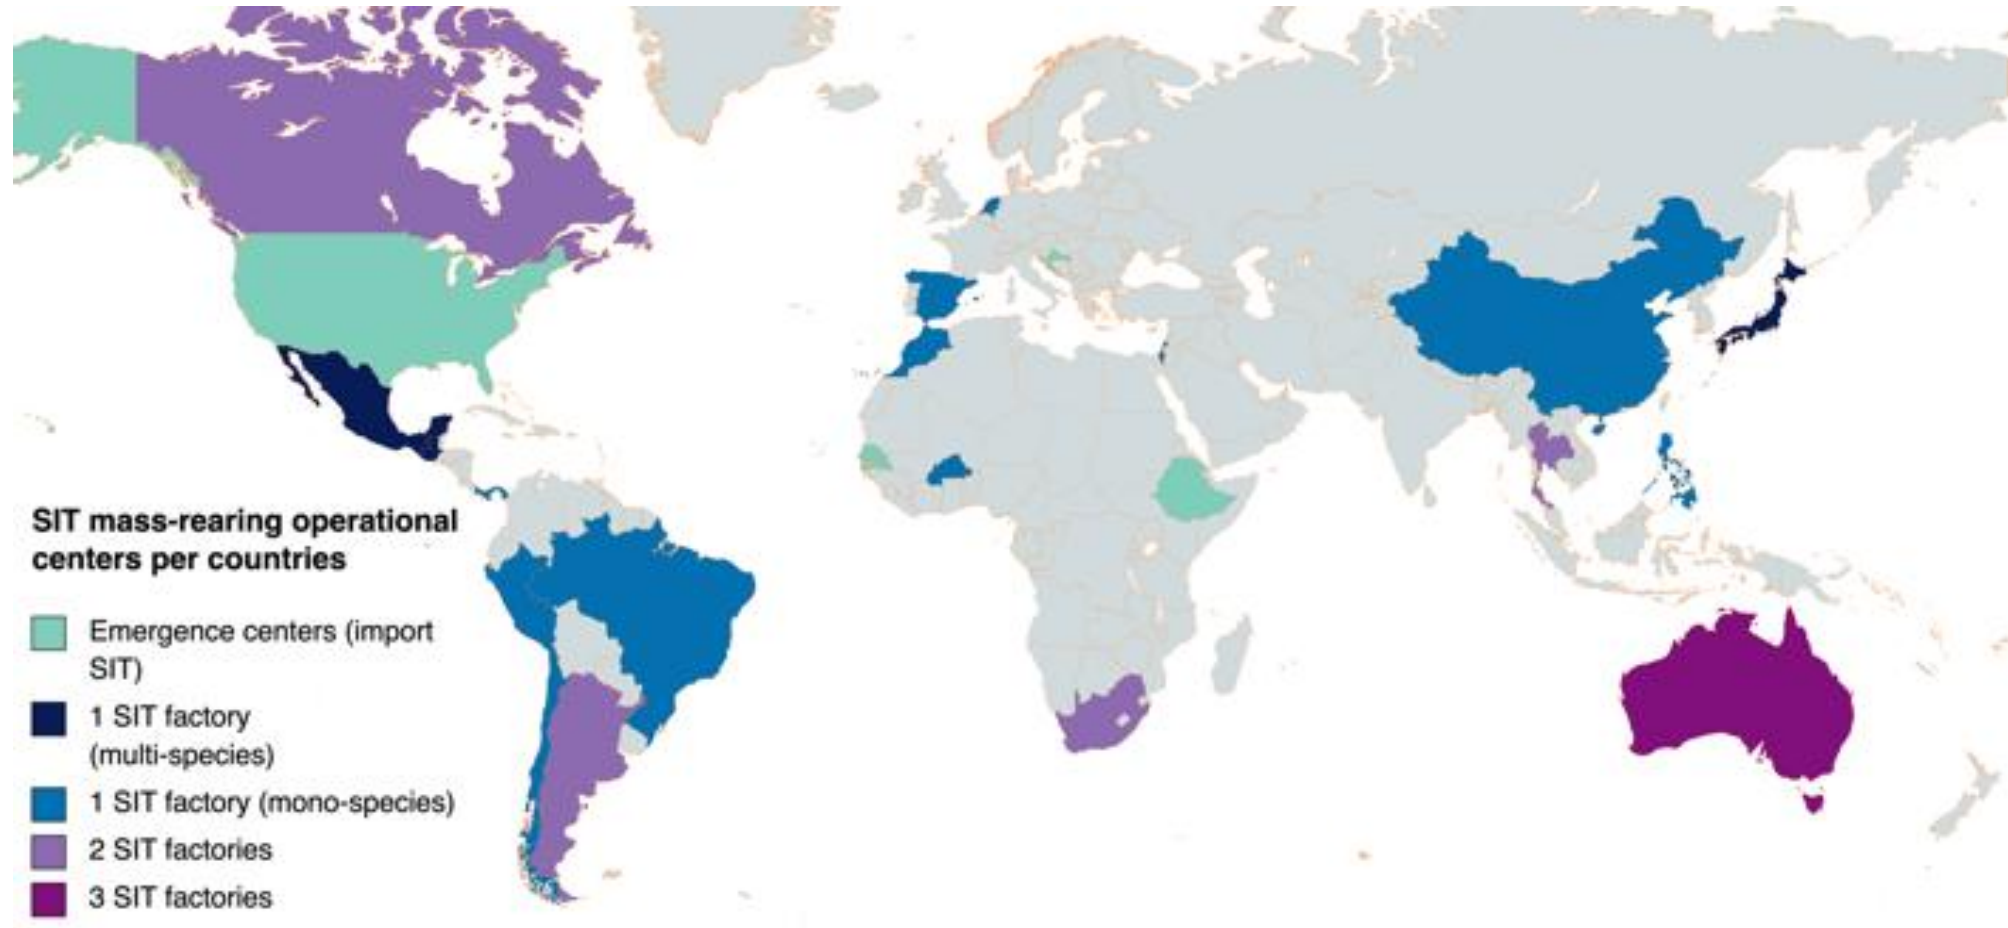 SIT mass-rearing operational
centers per countries
Emergence centers (import
SIT)
1 SIT factory
(multi-species)
1 SIT factory (mono-species)
2 SIT factories
3 SIT factories